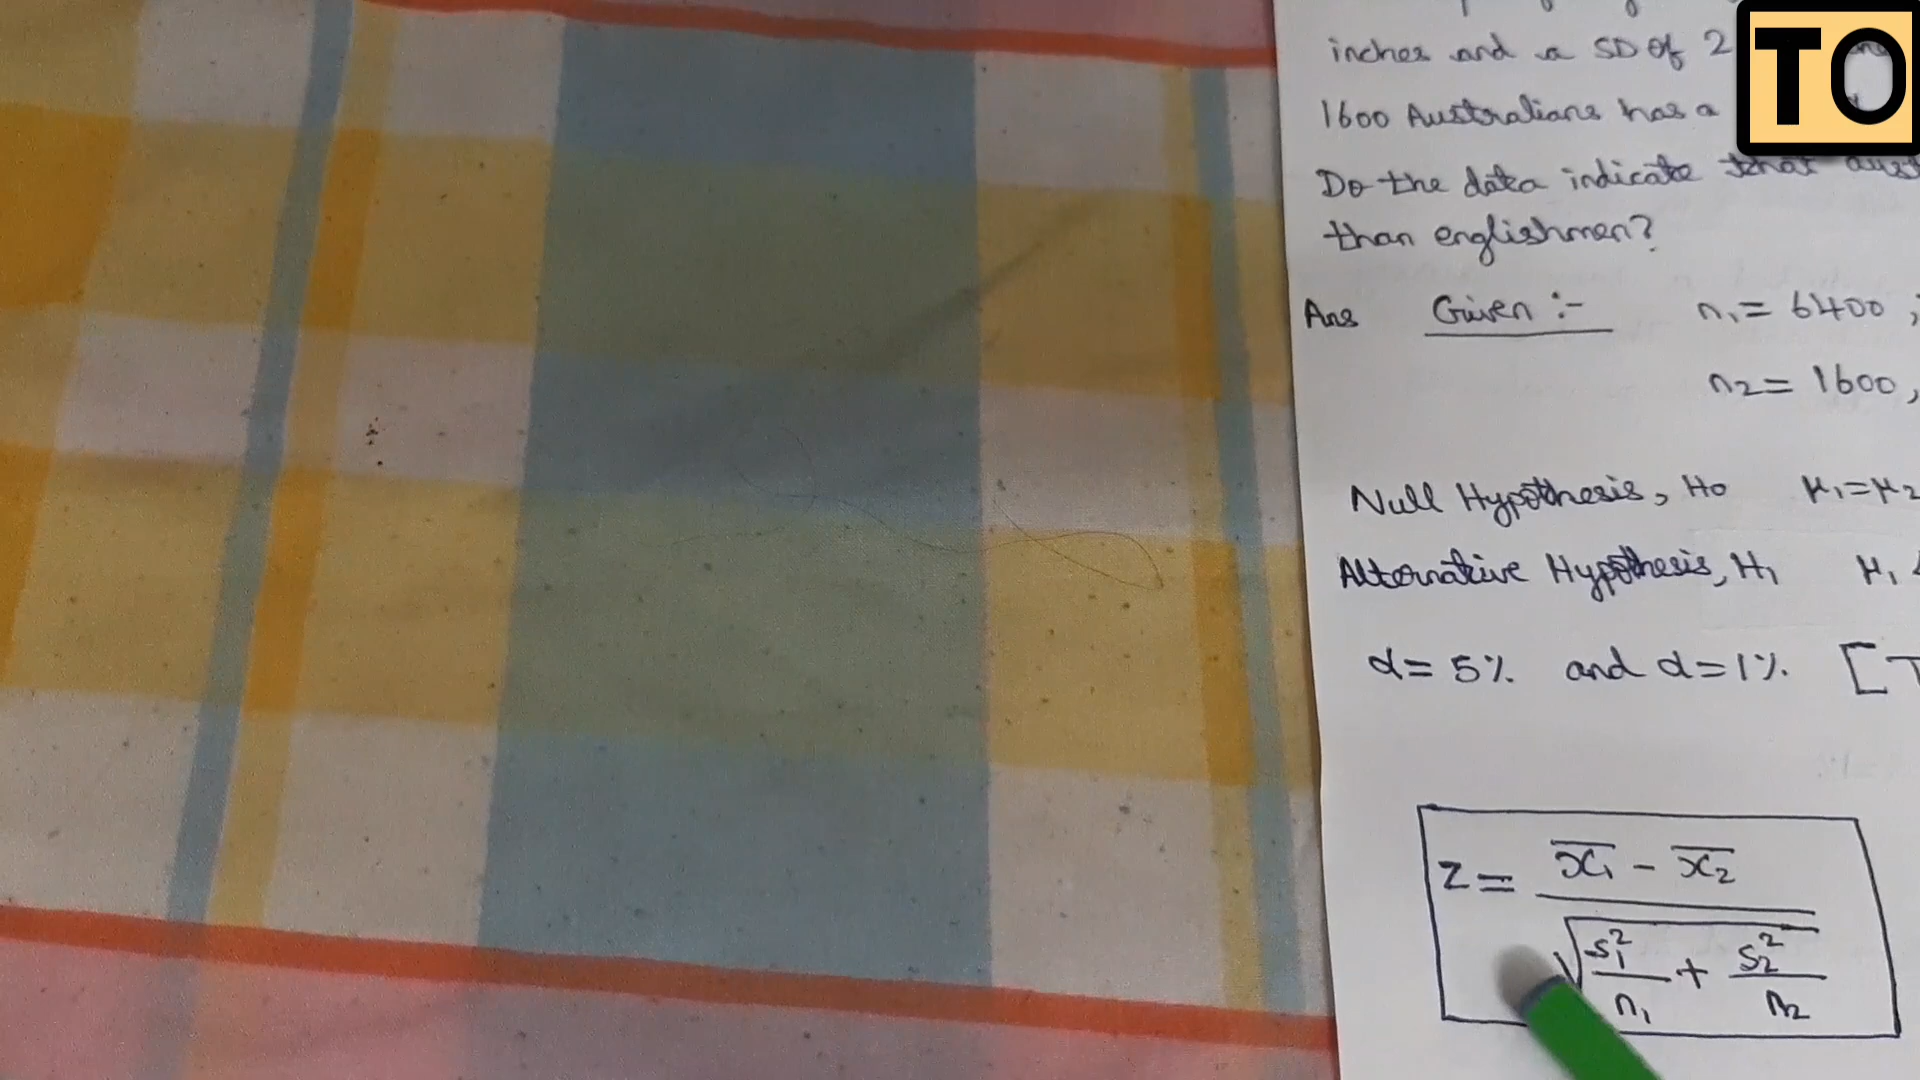 inches and a SD of 2
TO
1600 Australians has a
Do the data indicate that
than englishmen?
Ans Given :- n₁ = 6400 ;
n₂ = 1600,
Null Hypothesis, H₀ μ₁ = μ₂
Alternative Hypothesis, H₁ μ₁ <
α = 5% and α = 1%. [T
z = x̄₁ - x̄₂
√ s₁² + s₂²
n₁ n₂